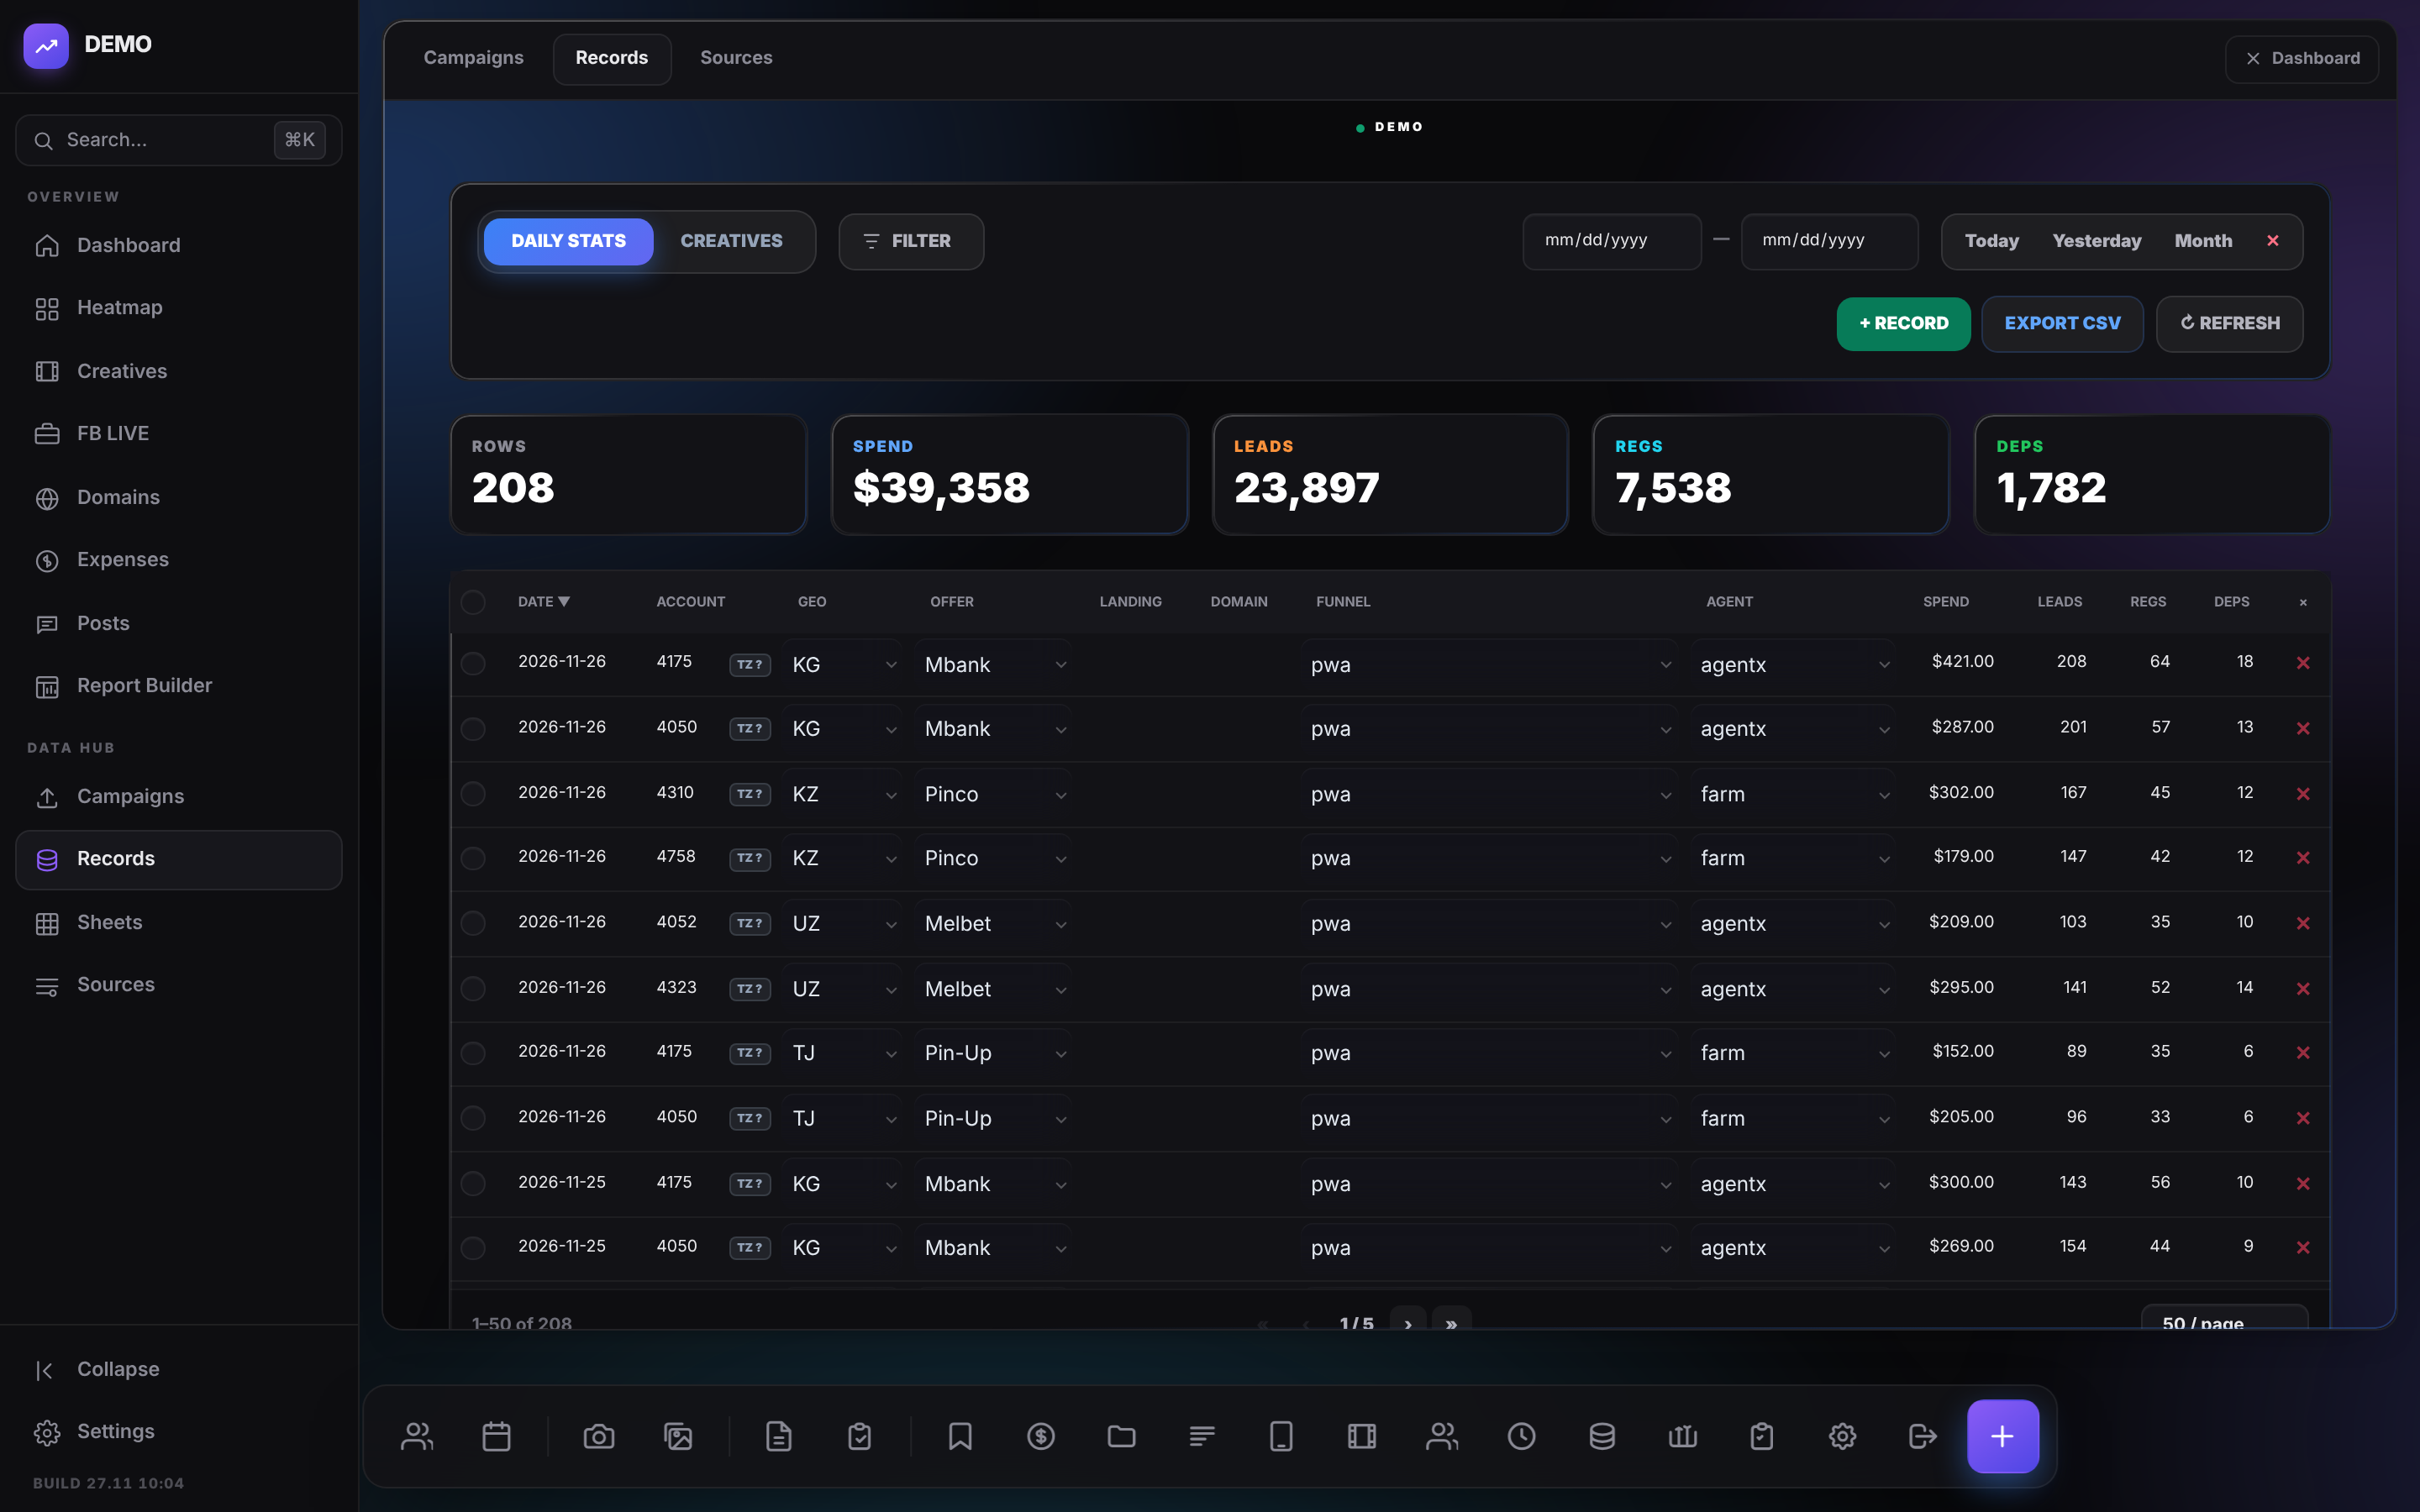 DEMO
Search...
⌘K
OVERVIEW
Dashboard
Heatmap
Creatives
FB LIVE
Domains
Expenses
Posts
Report Builder
DATA HUB
Campaigns
Records
Sheets
Sources
Collapse
Settings
BUILD 27.11 10:04
Campaigns Records Sources
× Dashboard
DEMO
DAILY STATS CREATIVES FILTER
mm/dd/yyyy — mm/dd/yyyy Today Yesterday Month ×
+ RECORD EXPORT CSV ↻ REFRESH
ROWS SPEND LEADS REGS DEPS
208 $39,358 23,897 7,538 1,782
DATE ▼ ACCOUNT GEO OFFER LANDING DOMAIN FUNNEL AGENT SPEND LEADS REGS DEPS ×
2026-11-26 4175 TZ ? KG Mbank pwa agentx $421.00 208 64 18 ×
2026-11-26 4050 TZ ? KG Mbank pwa agentx $287.00 201 57 13 ×
2026-11-26 4310 TZ ? KZ Pinco pwa farm $302.00 167 45 12 ×
2026-11-26 4758 TZ ? KZ Pinco pwa farm $179.00 147 42 12 ×
2026-11-26 4052 TZ ? UZ Melbet pwa agentx $209.00 103 35 10 ×
2026-11-26 4323 TZ ? UZ Melbet pwa agentx $295.00 141 52 14 ×
2026-11-26 4175 TZ ? TJ Pin-Up pwa farm $152.00 89 35 6 ×
2026-11-26 4050 TZ ? TJ Pin-Up pwa farm $205.00 96 33 6 ×
2026-11-25 4175 TZ ? KG Mbank pwa agentx $300.00 143 56 10 ×
2026-11-25 4050 TZ ? KG Mbank pwa agentx $269.00 154 44 9 ×
1–50 of 208 « ‹ 1 / 5 › » 50 / page